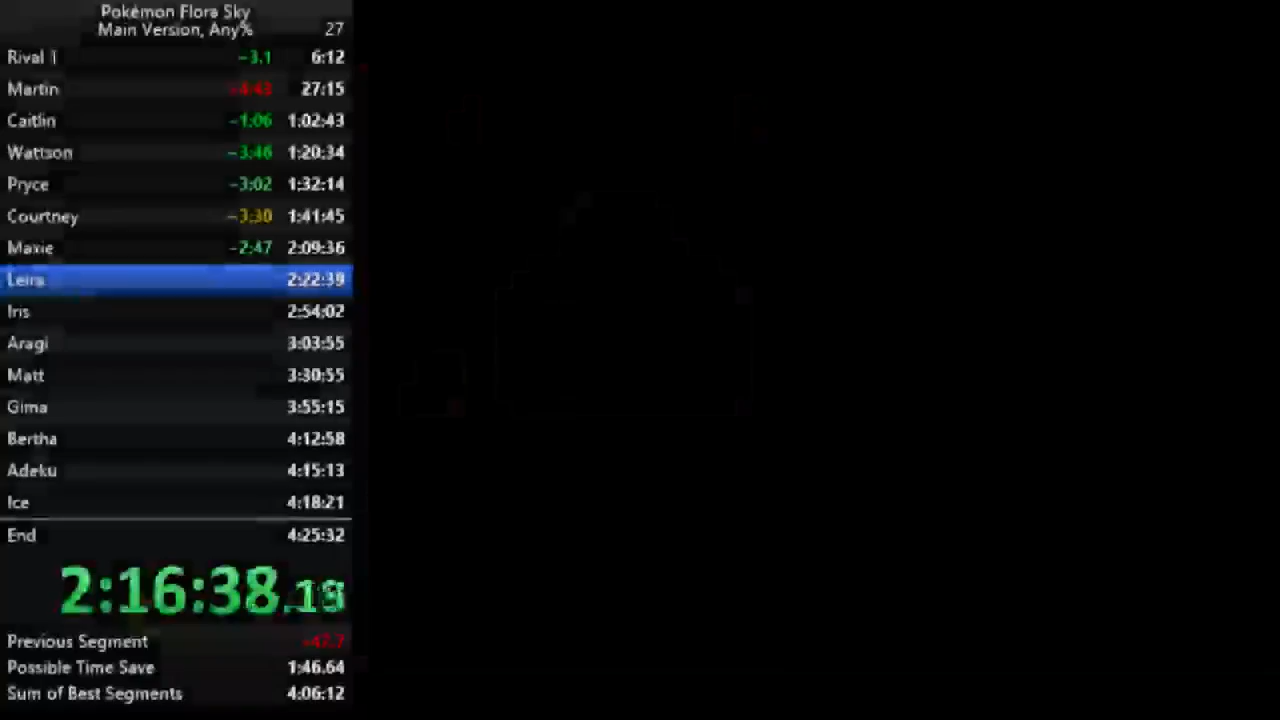 Pokémon Flora Sky
Main Version, Any% 27
Rival 1 -3.1 6:12
Martin 27:15
Caitlin -1:06 1:02:43
Wattson -3:46 1:20:34
Pryce -3:02 1:32:14
Courtney -3:30 1:41:45
Maxie -2:47 2:09:36
Leira 2:22:39
Iris 2:54:02
Aragi 3:03:55
Matt 3:30:55
Gima 3:55:15
Bertha 4:12:58
Adeku 4:15:13
Ice 4:18:21
End 4:25:32
2:16:38
Previous Segment
Possible Time Save 1:46.64
Sum of Best Segments 4:06:12